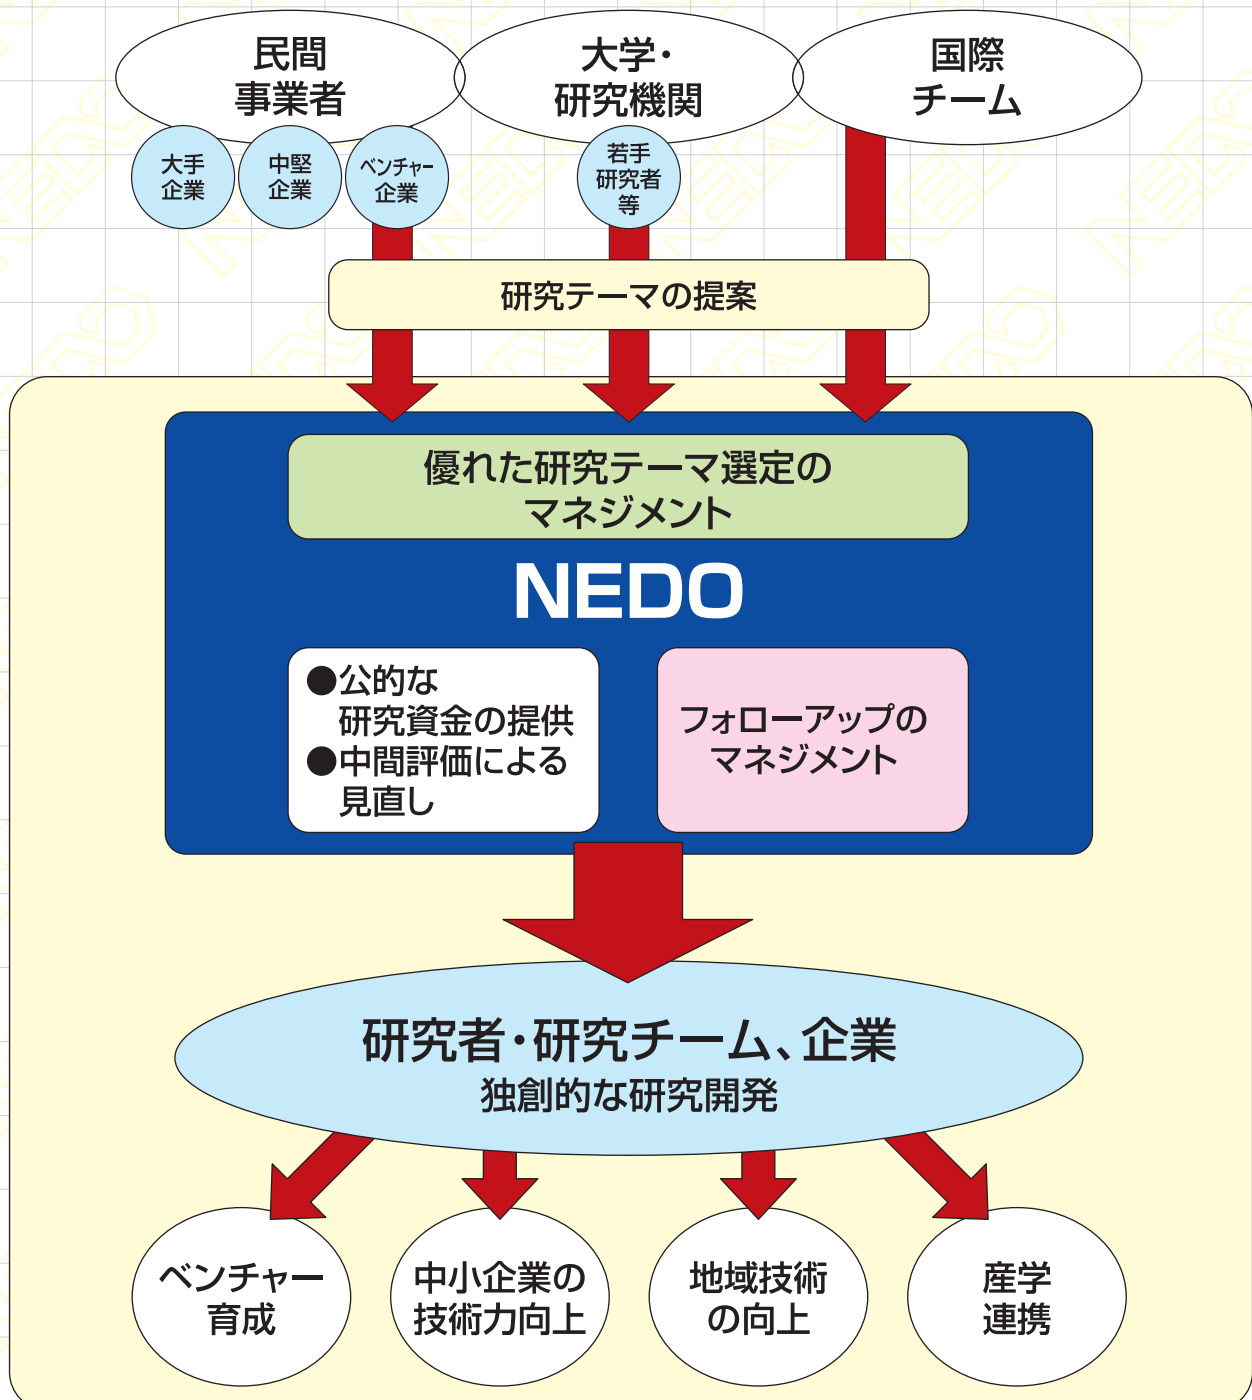 民間
事業者
大学・
研究機関
国際
チーム
大手
企業
中堅
企業
ベンチャー
企業
若手
研究者
等
研究テーマの提案
優れた研究テーマ選定の
マネジメント
NEDO
●公的な
研究資金の提供
●中間評価による
見直し
フォローアップの
マネジメント
研究者・研究チーム、企業
独創的な研究開発
ベンチャー
育成
中小企業の
技術力向上
地域技術
の向上
産学
連携